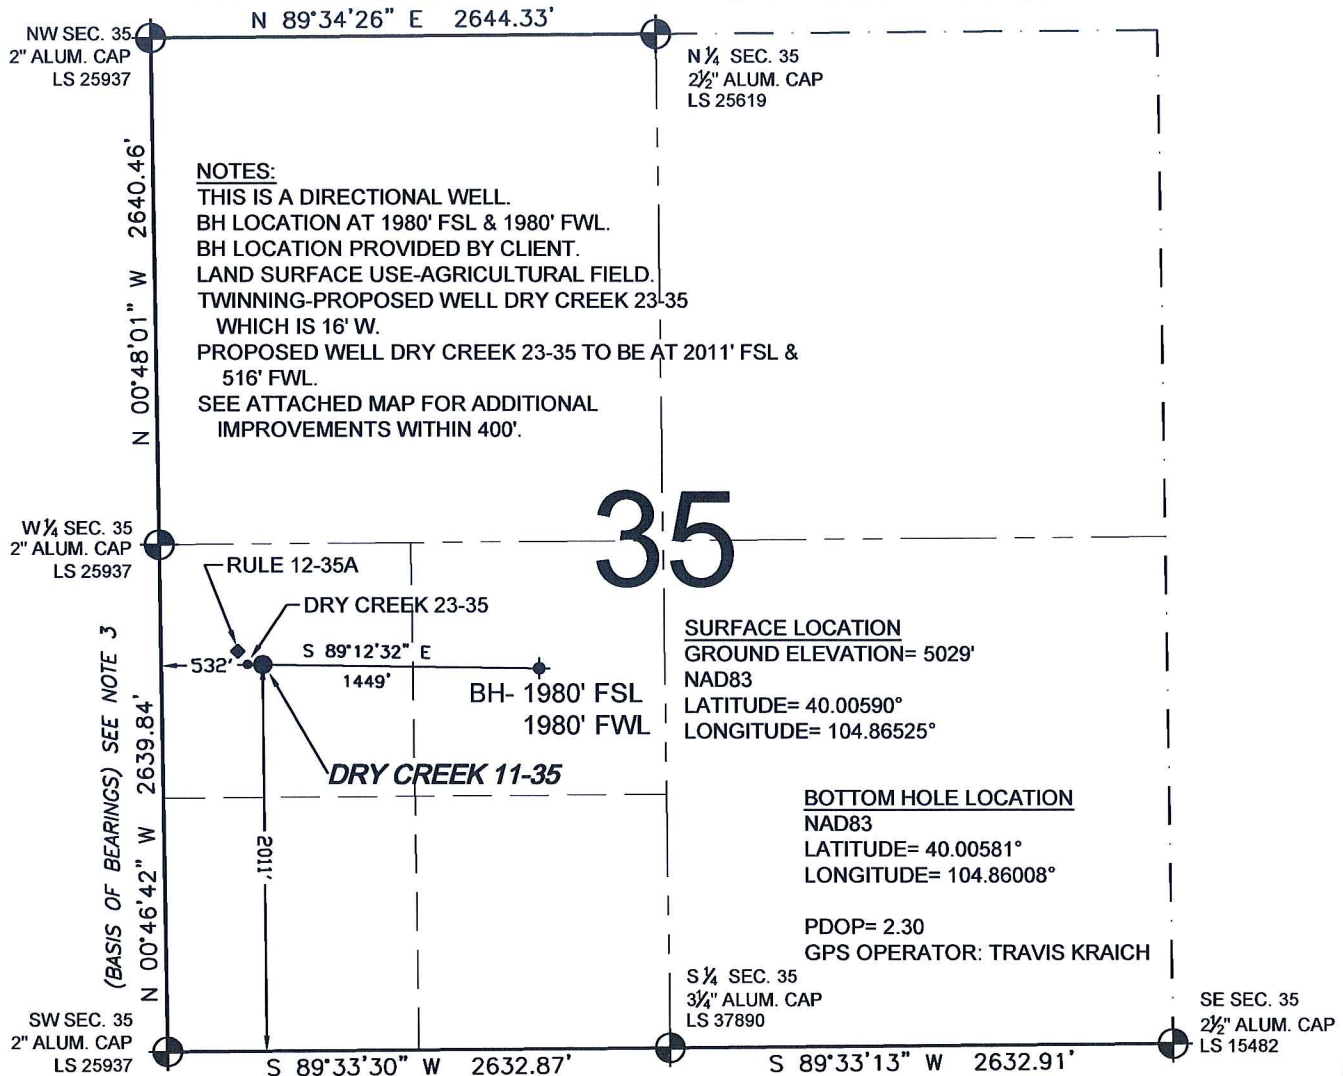 N 89°34'26" E 2644.33'
NW SEC. 35
2" ALUM. CAP
LS 25937
N ¼ SEC. 35
2½" ALUM. CAP
LS 25619
N 00°48'01" W 2640.46'
NOTES:
THIS IS A DIRECTIONAL WELL.
BH LOCATION AT 1980' FSL & 1980' FWL.
BH LOCATION PROVIDED BY CLIENT.
LAND SURFACE USE-AGRICULTURAL FIELD.
TWINNING-PROPOSED WELL DRY CREEK 23-35
WHICH IS 16' W.
PROPOSED WELL DRY CREEK 23-35 TO BE AT 2011' FSL &
516' FWL.
SEE ATTACHED MAP FOR ADDITIONAL
IMPROVEMENTS WITHIN 400'.
35
W ¼ SEC. 35
2" ALUM. CAP
LS 25937
RULE 12-35A
DRY CREEK 23-35
532'
S 89°12'32" E
1449'
BH- 1980' FSL
1980' FWL
DRY CREEK 11-35
2011'
SURFACE LOCATION
GROUND ELEVATION= 5029'
NAD83
LATITUDE= 40.00590°
LONGITUDE= 104.86525°
BOTTOM HOLE LOCATION
NAD83
LATITUDE= 40.00581°
LONGITUDE= 104.86008°
PDOP= 2.30
GPS OPERATOR: TRAVIS KRAICH
(BASIS OF BEARINGS) SEE NOTE 3
N 00°46'42" W 2639.84'
SW SEC. 35
2" ALUM. CAP
LS 25937
S ¼ SEC. 35
3¼" ALUM. CAP
LS 37890
SE SEC. 35
2½" ALUM. CAP
LS 15482
S 89°33'30" W 2632.87'
S 89°33'13" W 2632.91'